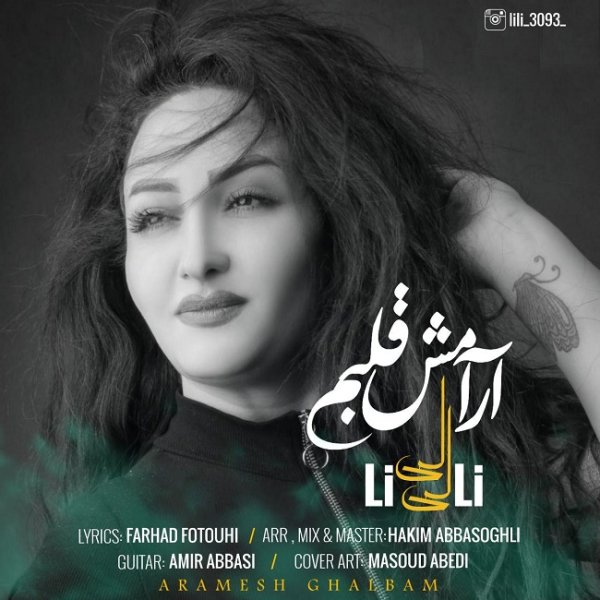 lili_3093_
آرامش قلبم
لی لی
LiLi
LYRICS: FARHAD FOTOUHI / ARR , MIX & MASTER: HAKIM ABBASOGHLI
GUITAR: AMIR ABBASI / COVER ART: MASOUD ABEDI
ARAMESH GHALBAM